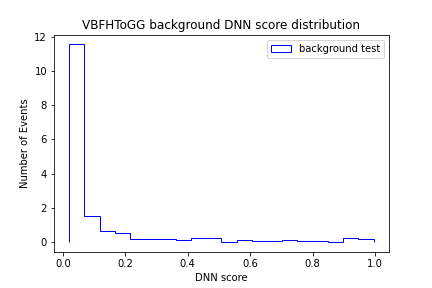 VBFHToGG background DNN score distribution
background test
Number of Events
12
10
8
6
4
2
0
0.0 0.2 0.4 0.6 0.8 1.0
DNN score